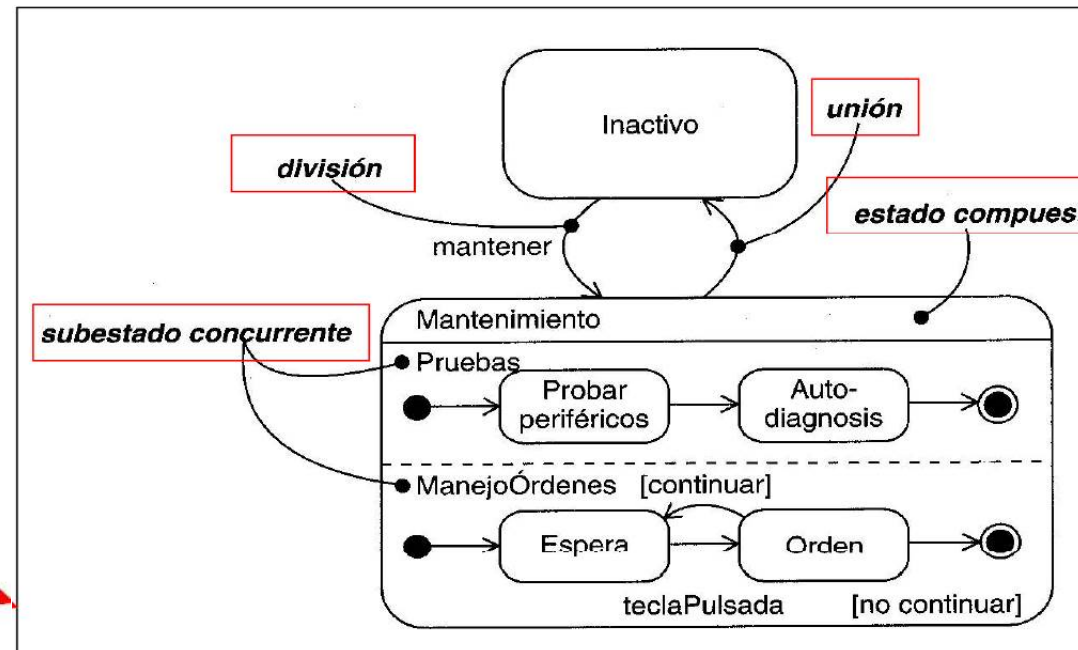 Inactivo
unión
división
estado compues
mantener
Mantenimiento
subestado concurrente
Pruebas
Probar
periféricos
Auto-
diagnosis
ManejoÓrdenes [continuar]
Espera
Orden
teclaPulsada [no continuar]